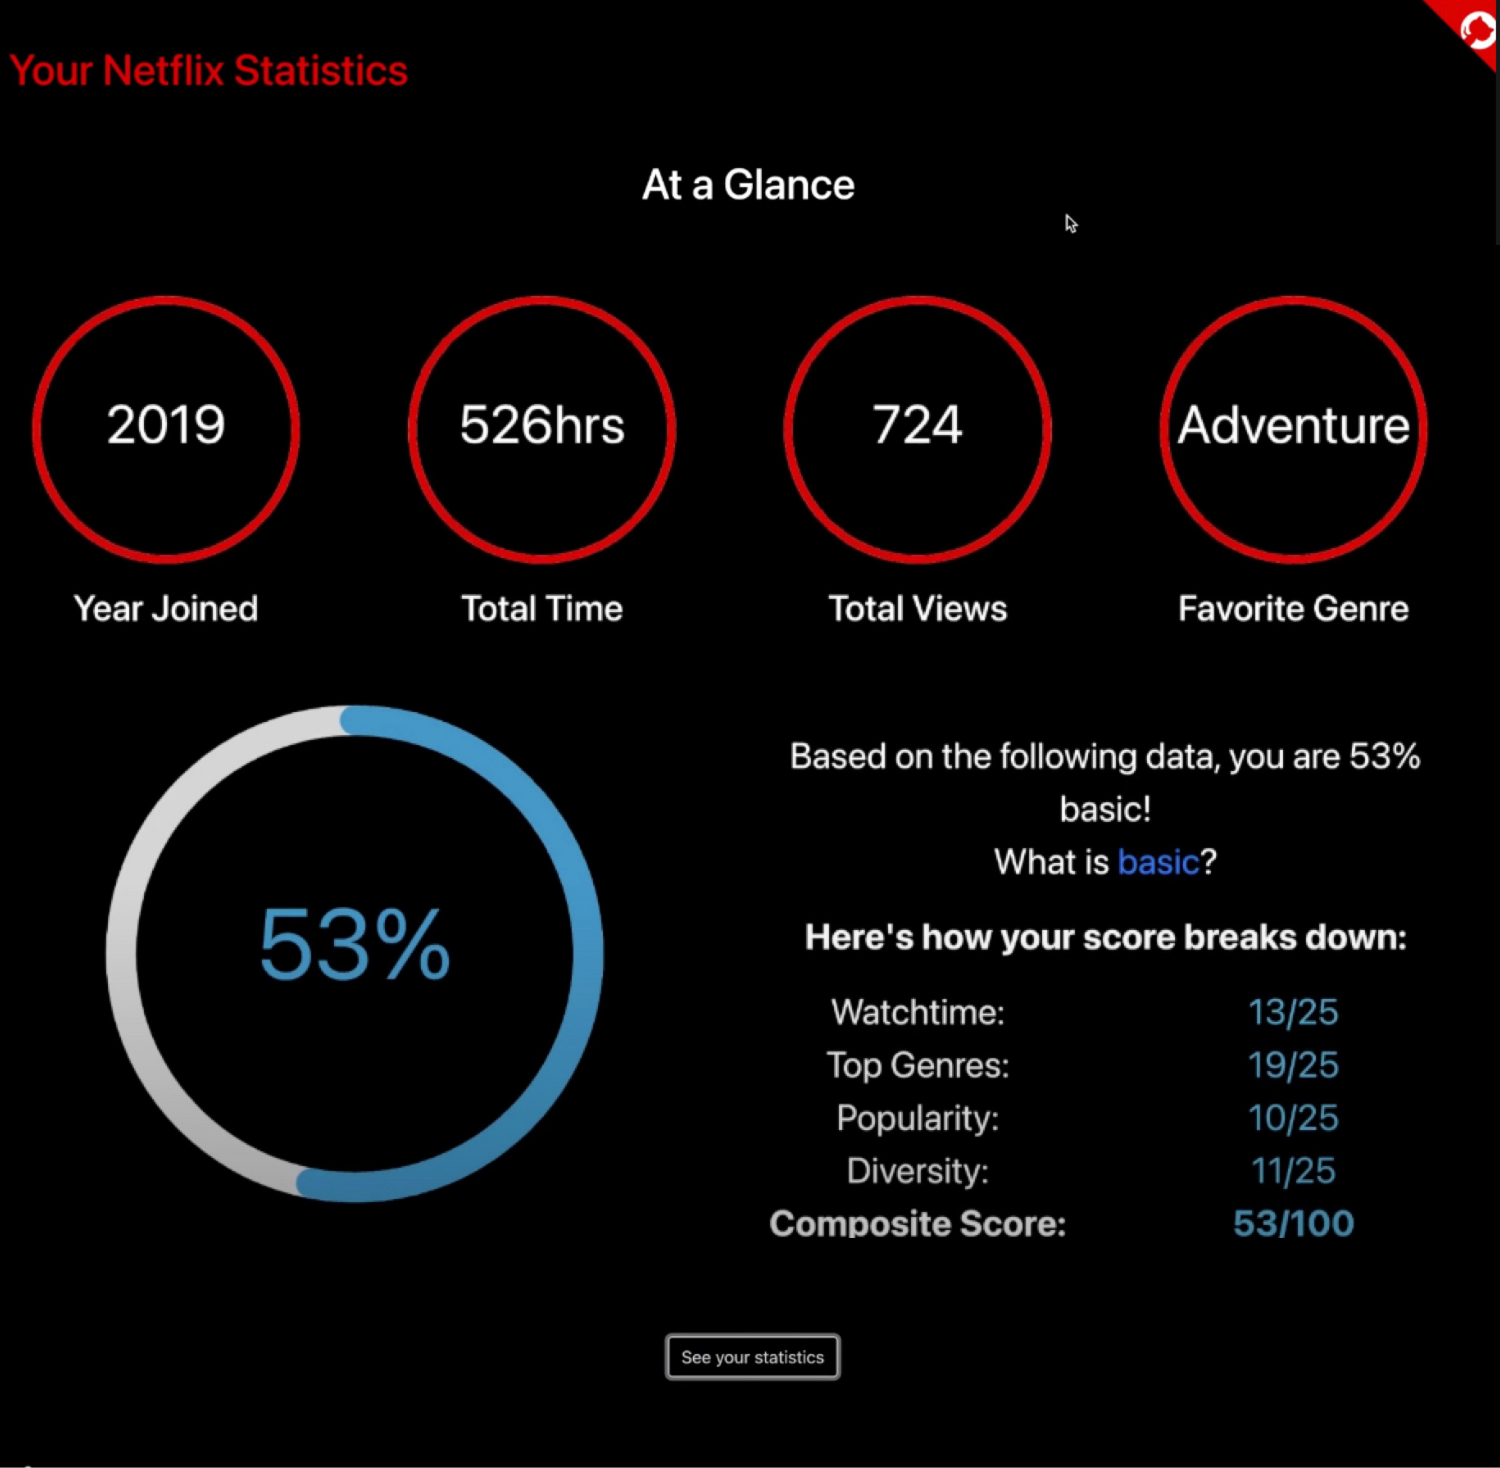 Your Netflix Statistics
At a Glance
2019
526hrs
724
Adventure
Year Joined
Total Time
Total Views
Favorite Genre
53%
Based on the following data, you are 53%
basic!
What is basic?
Here's how your score breaks down:
Watchtime: 13/25
Top Genres: 19/25
Popularity: 10/25
Diversity: 11/25
Composite Score: 53/100
See your statistics